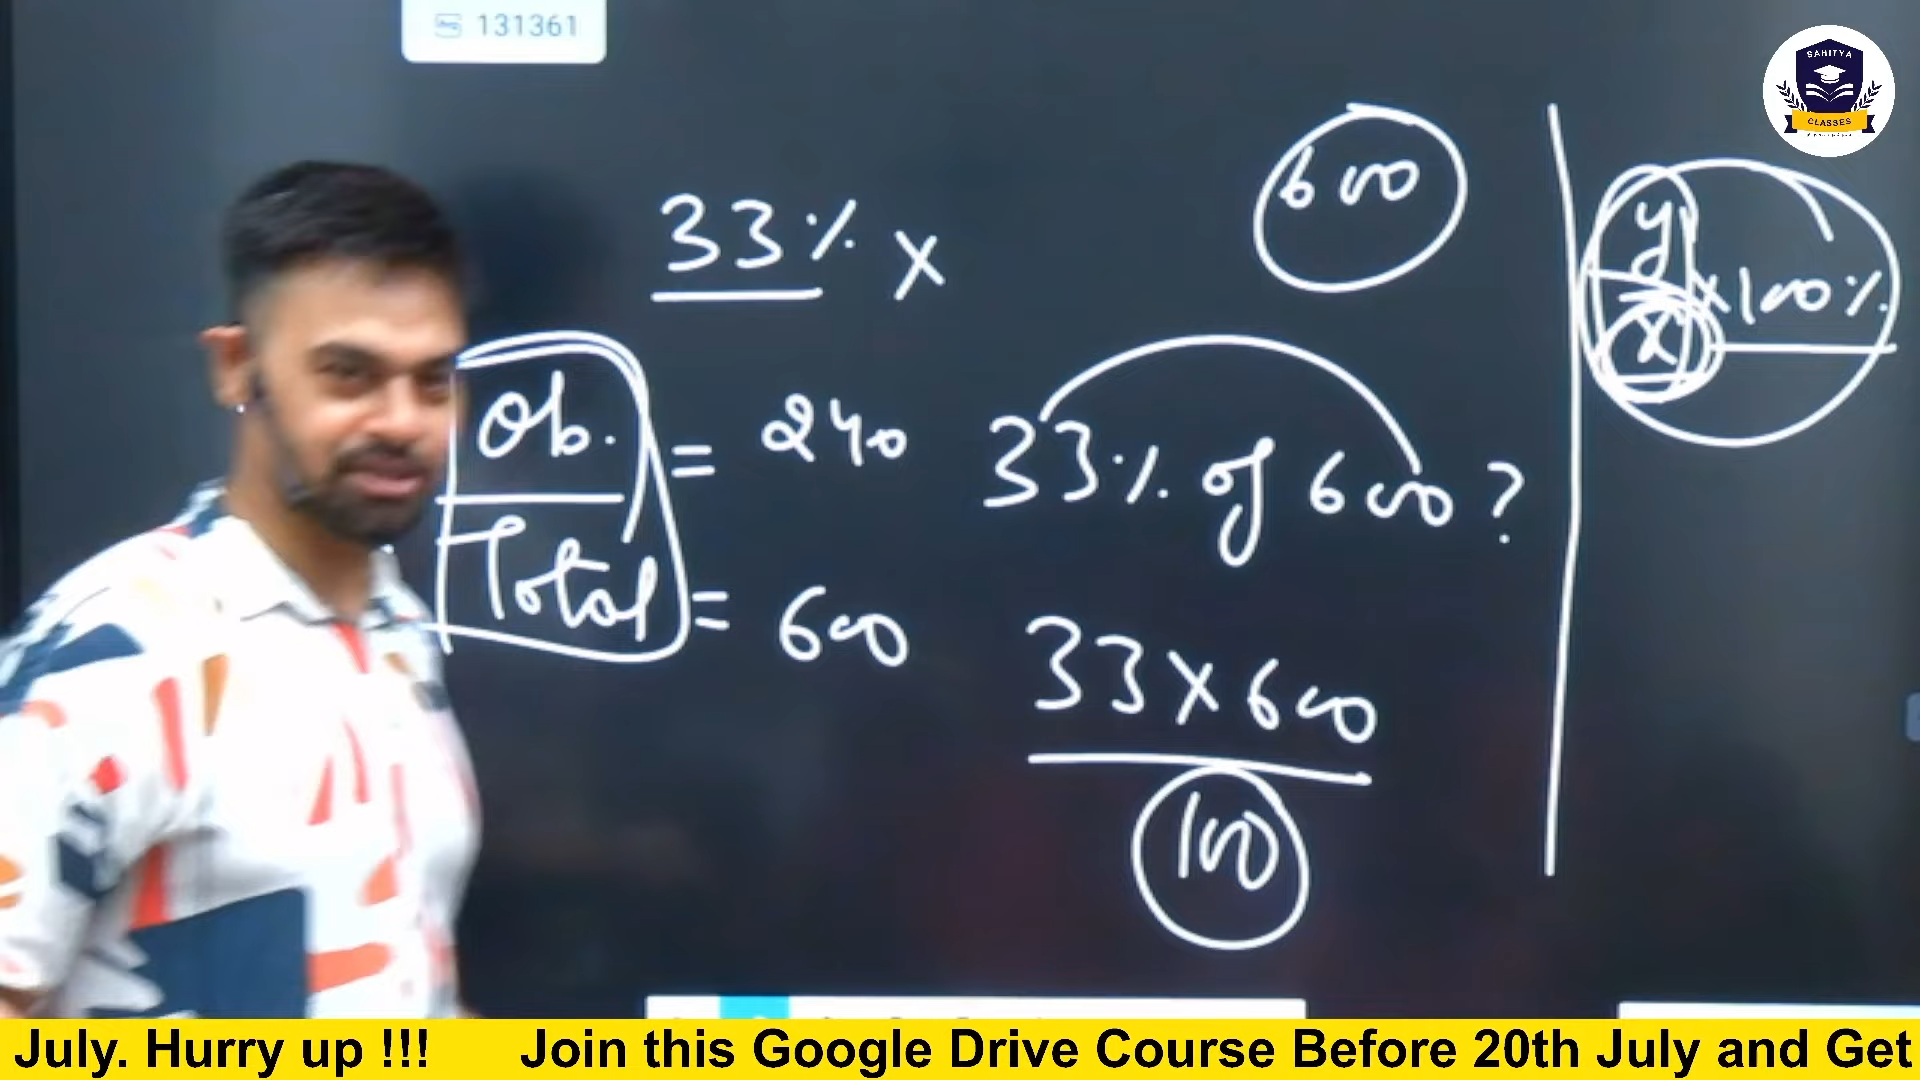 131361
SAHITYA
CLASSES
600
33% x
y
x
x100%
Ob. = 240
Total = 600
33% of 600 ?
33x600
100
July. Hurry up !!! Join this Google Drive Course Before 20th July and Get